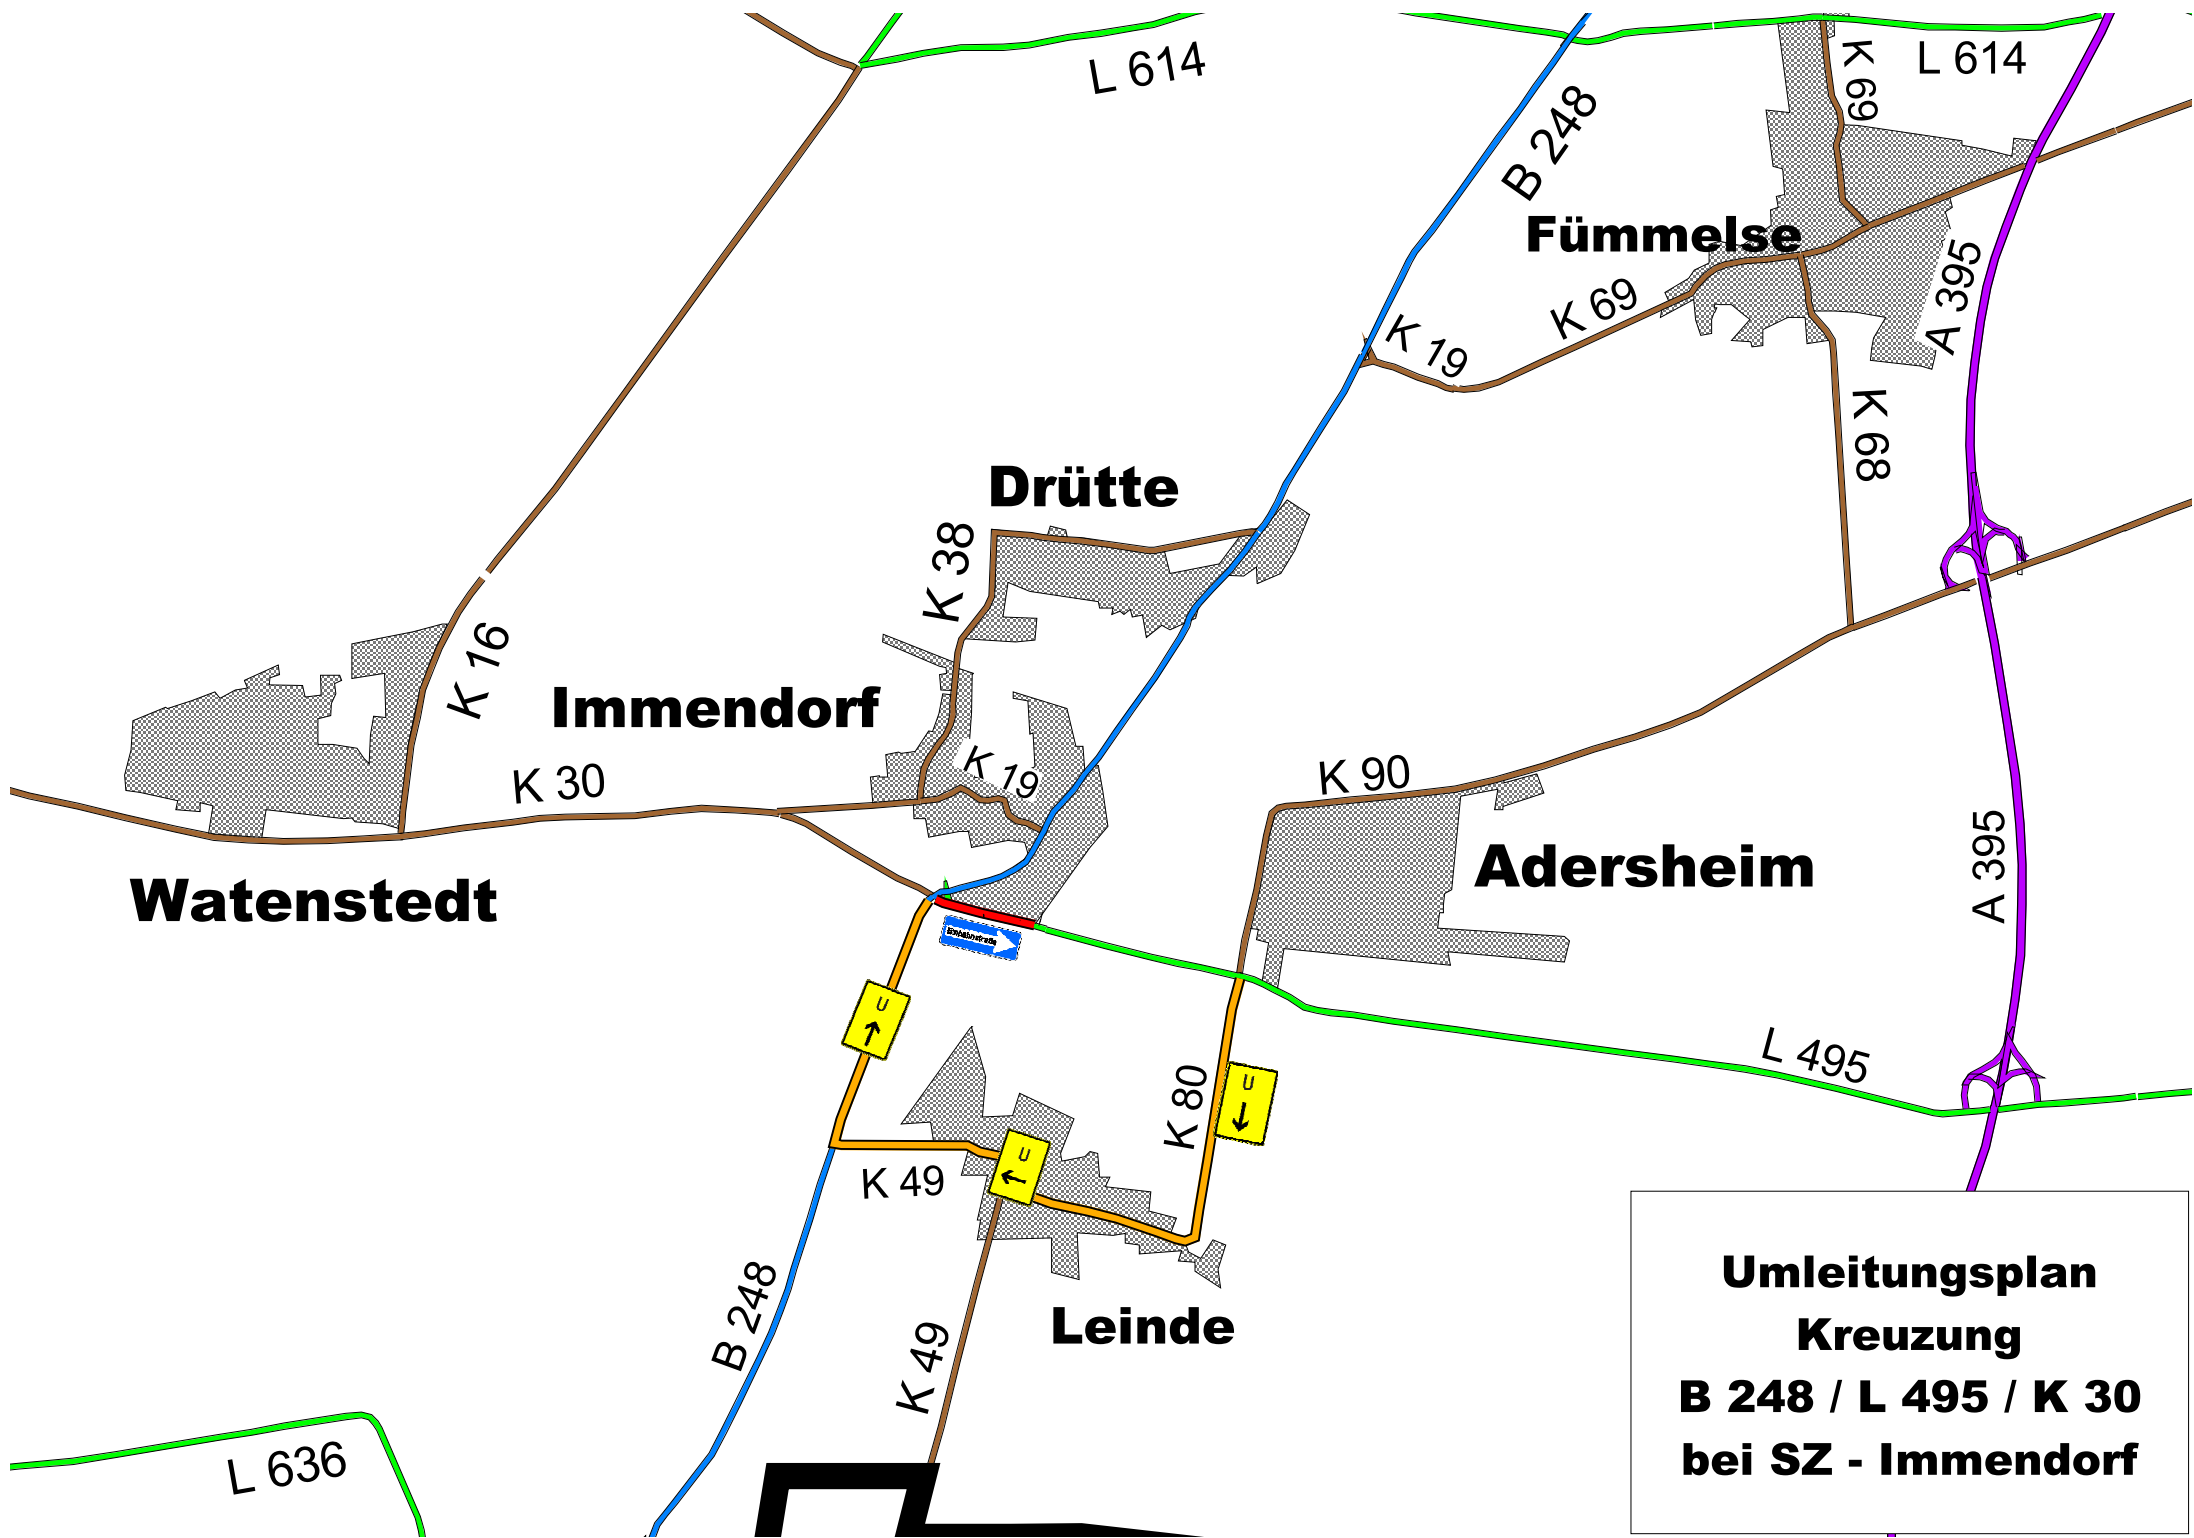 L 614
K 69
L 614
B 248
Fümmelse
A 395
K 69
K 19
K 68
Drütte
K 38
K 16
Immendorf
K 19
K 30
K 90
Adersheim
A 395
Watenstedt
Einbahnstraße
U
L 495
U
K 80
U
K 49
B 248
Leinde
K 49
L 636
Umleitungsplan
Kreuzung
B 248 / L 495 / K 30
bei SZ - Immendorf